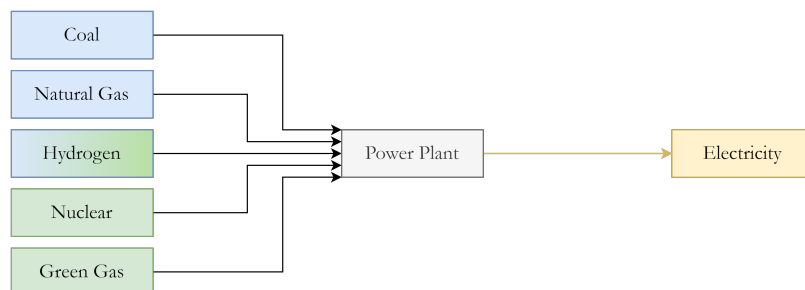 Coal
Natural Gas
Hydrogen
Power Plant
Electricity
Nuclear
Green Gas